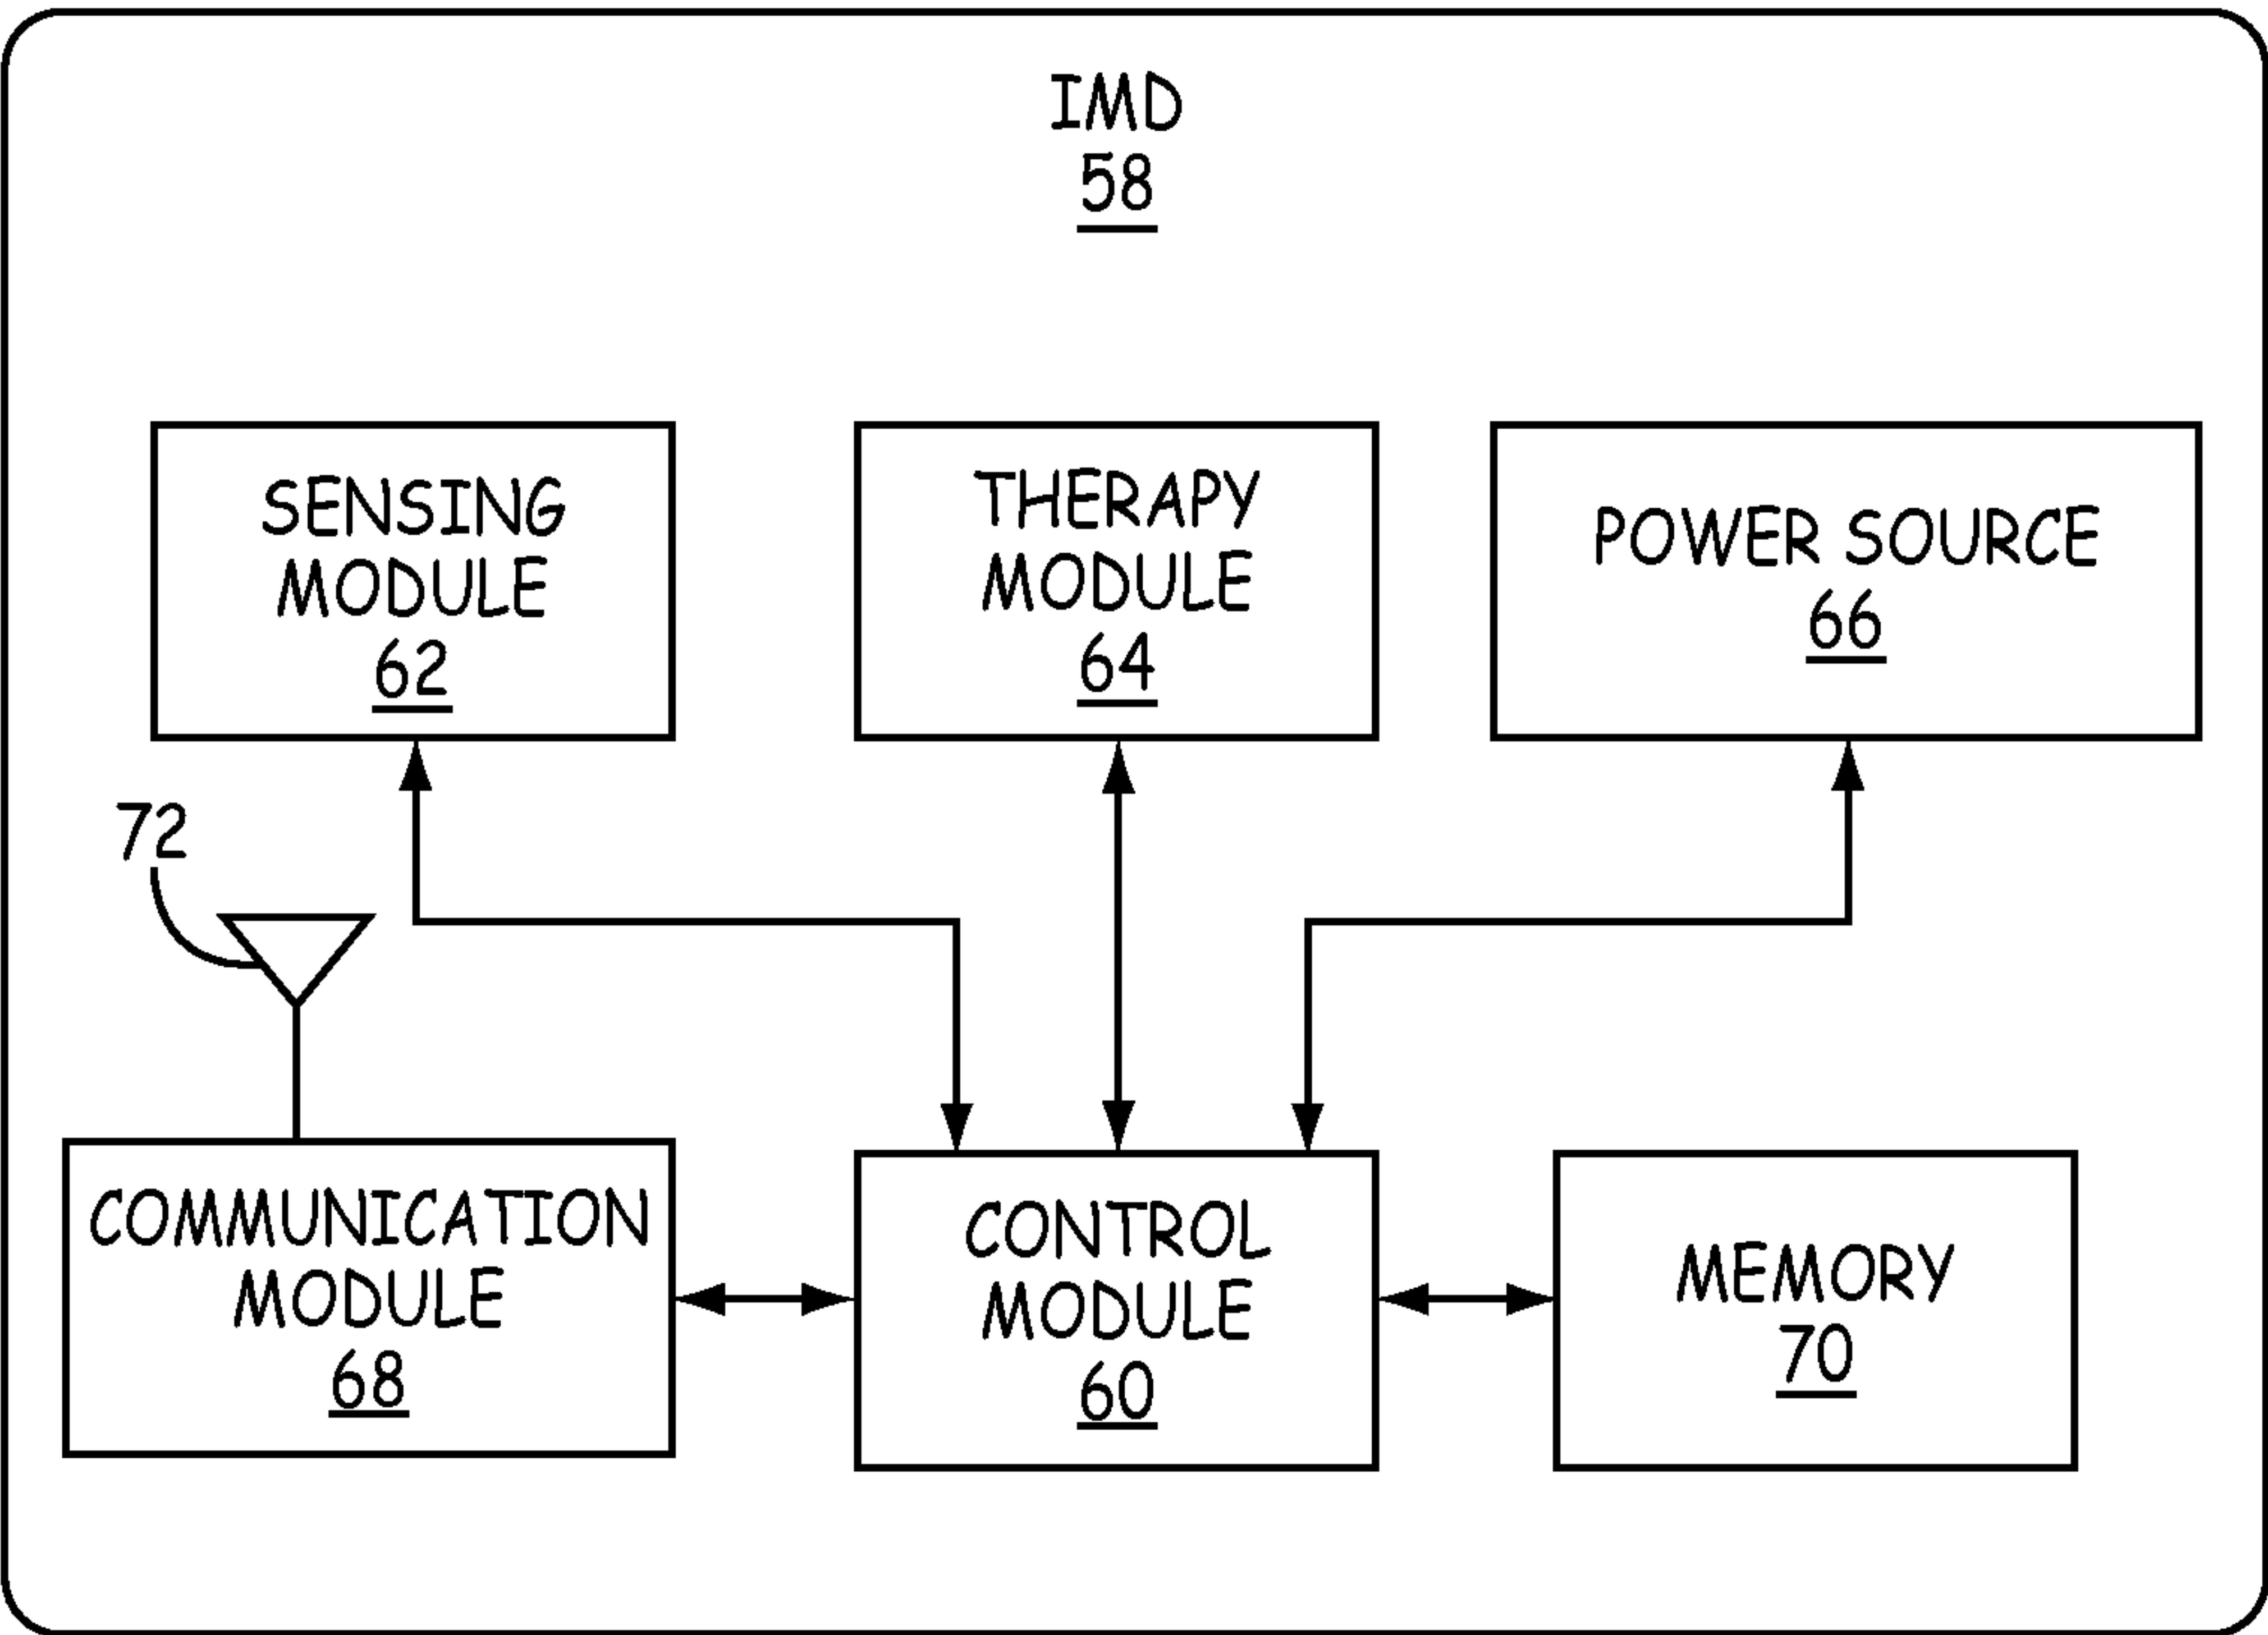 IMD
58
SENSING
MODULE
62
THERAPY
MODULE
64
POWER SOURCE
66
72
COMMUNICATION
MODULE
68
CONTROL
MODULE
60
MEMORY
70